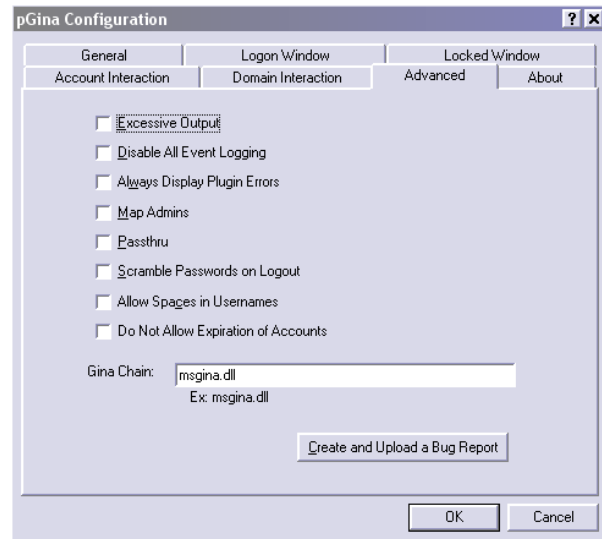 pGina Configuration
General Logon Window Locked Window
Account Interaction Domain Interaction Advanced About
Excessive Output
Disable All Event Logging
Always Display Plugin Errors
Map Admins
Passthru
Scramble Passwords on Logout
Allow Spaces in Usernames
Do Not Allow Expiration of Accounts
Gina Chain: msgina.dll
Ex: msgina.dll
Create and Upload a Bug Report
OK Cancel